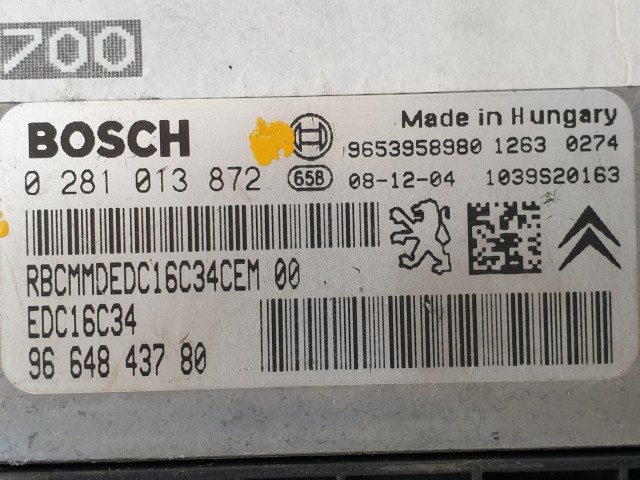 700
BOSCH
Made in Hungary
9653958980 1263 0274
0 281 013 872 65B 08-12-04 1039S20163
RBCMMDEDC16C34CEM 00
EDC16C34
96 648 437 80